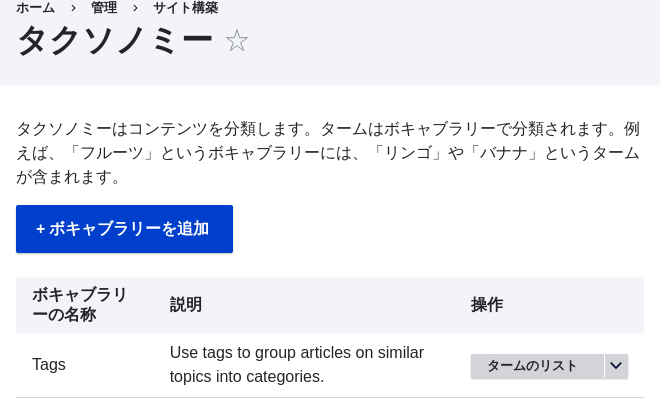 ホーム › 管理 › サイト構築
タクソノミー ☆
タクソノミーはコンテンツを分類します。タームはボキャブラリーで分類されます。例
えば、「フルーツ」というボキャブラリーには、「リンゴ」や「バナナ」というターム
が含まれます。
+ ボキャブラリーを追加
ボキャブラリ
ーの名称
説明
操作
Tags
Use tags to group articles on similar
topics into categories.
タームのリスト